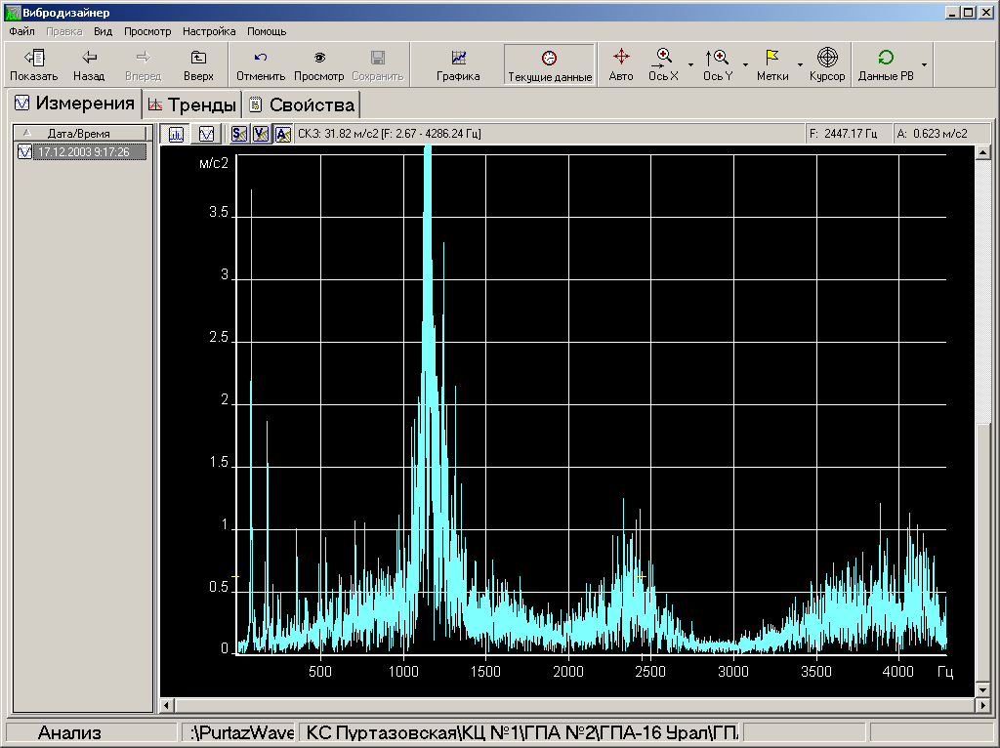 Вибродизайнер
Файл Правка Вид Просмотр Настройка Помощь
Показать Назад Вперед Вверх Отменить Просмотр Сохранить Графика Текущие данные Авто Ось X Ось Y Метки Курсор Данные РВ
Измерения Тренды Свойства
Дата/Время S V A СКЗ: 31.82 м/с2 [F: 2.67 - 4286.24 Гц] F: 2447.17 Гц A: 0.623 м/с2
17.12.2003 9:17:26
м/с2
3.5
3
2.5
2
1.5
1
0.5
0
500 1000 1500 2000 2500 3000 3500 4000 Гц
Анализ :\PurtazWave КС Пуртазовская\КЦ №1\ГПА №2\ГПА-16 Урал\ГП